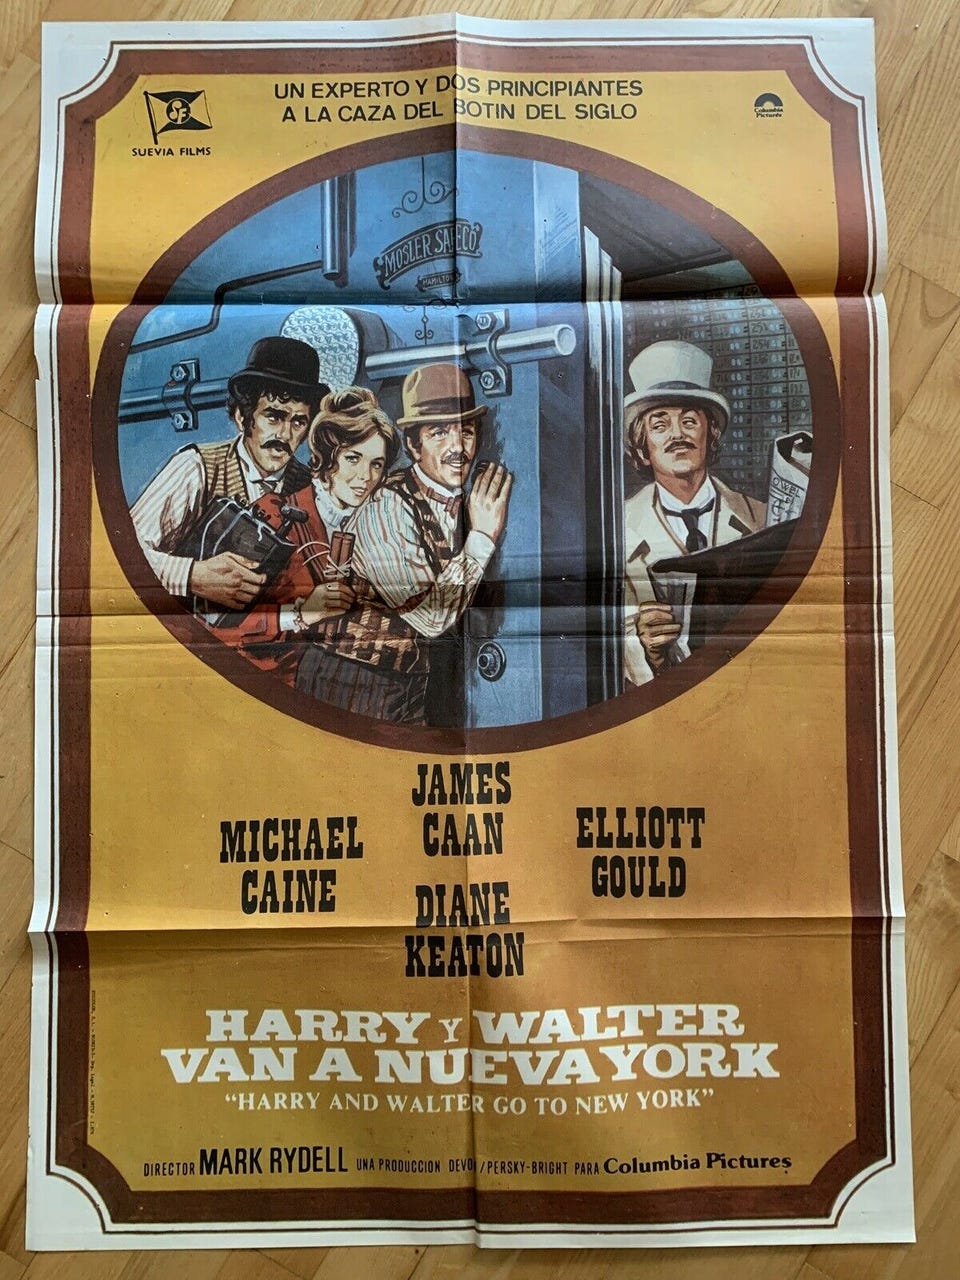 UN EXPERTO Y DOS PRINCIPIANTES
A LA CAZA DEL BOTIN DEL SIGLO
SF
SUEVIA FILMS
Columbia
Pictures
MOSLER SAFE CO
HAMILTON
MICHAEL
CAINE
JAMES
CAAN
ELLIOTT
GOULD
DIANE
KEATON
HARRY Y WALTER
VAN A NUEVA YORK
"HARRY AND WALTER GO TO NEW YORK"
DIRECTOR MARK RYDELL UNA PRODUCCION DEVON/PERSKY-BRIGHT PARA Columbia Pictures